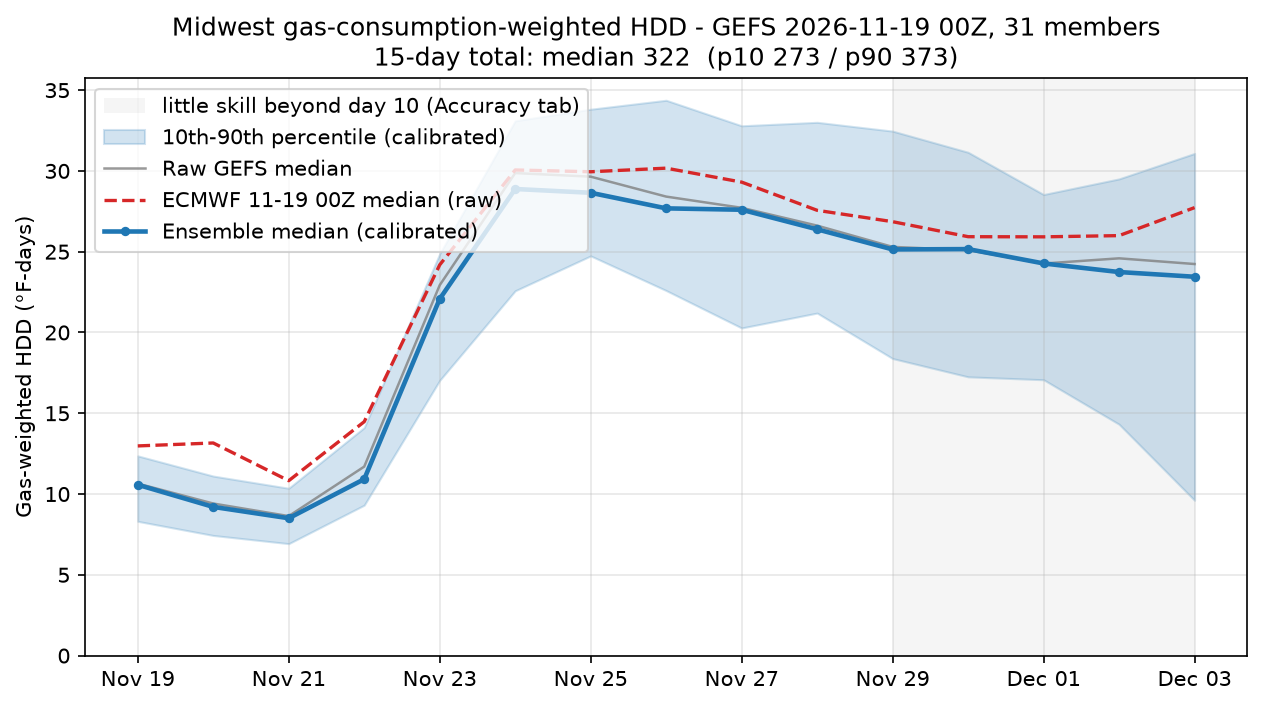 Midwest gas-consumption-weighted HDD - GEFS 2026-11-19 00Z, 31 members
15-day total: median 322  (p10 273 / p90 373)
little skill beyond day 10 (Accuracy tab)
10th-90th percentile (calibrated)
Raw GEFS median
ECMWF 11-19 00Z median (raw)
Ensemble median (calibrated)
Gas-weighted HDD (°F-days)
35
30
25
20
15
10
5
0
Nov 19
Nov 21
Nov 23
Nov 25
Nov 27
Nov 29
Dec 01
Dec 03